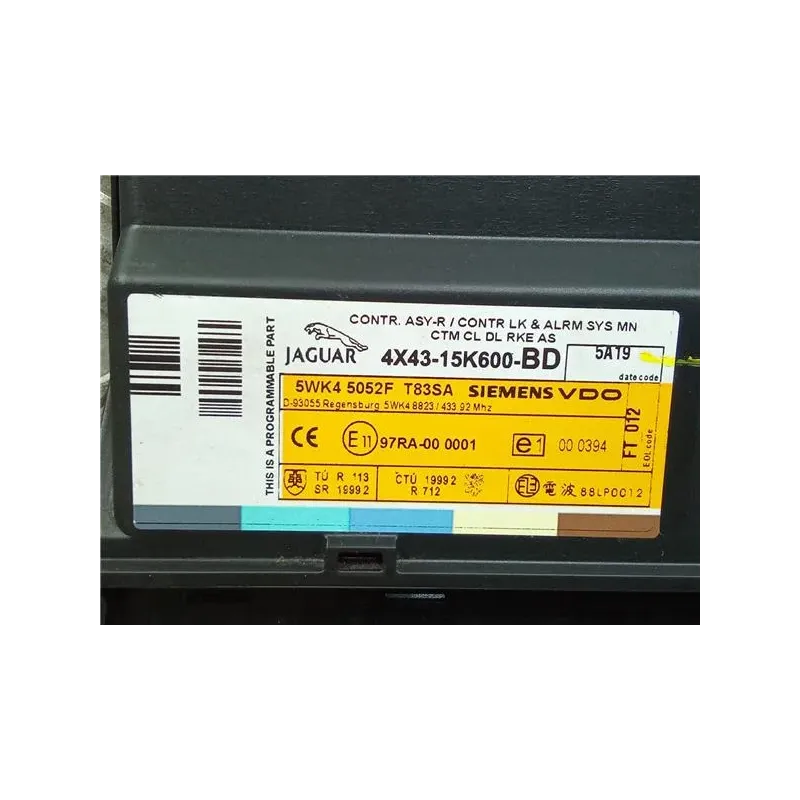 THIS IS A PROGRAMMABLE PART
CONTR. ASY-R / CONTR LK & ALRM SYS MN
CTM CL DL RKE AS
JAGUAR 4X43-15K600-BD
5A19
date code
5WK4 5052F T83SA SIEMENS VDO
D-93055 Regensburg 5WK4 8823 / 433.92 Mhz
CE E11 97RA-00 0001 e1 00 0394
FT 012
EOL code
TÚ R 113
SR 1999 2
ČTÚ 1999 2
R 712
電波 88LP0012